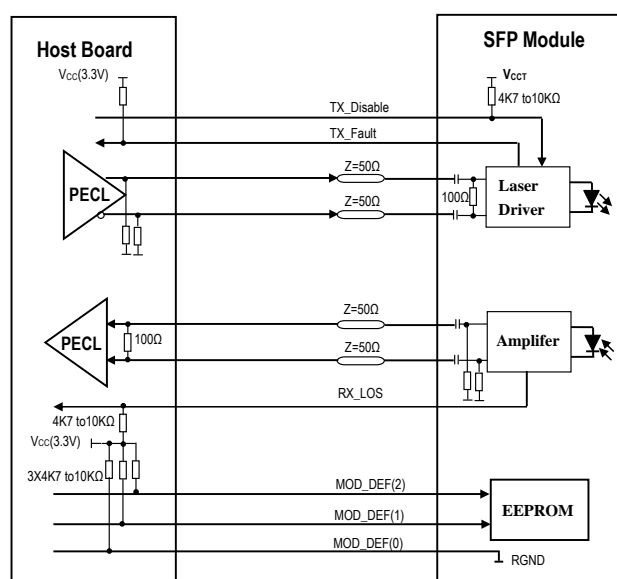 Host Board
SFP Module
Vcc(3.3V)
VCCT
4K7 to10KΩ
TX_Disable
TX_Fault
PECL
Z=50Ω
Z=50Ω
100Ω
Laser
Driver
PECL
100Ω
Z=50Ω
Z=50Ω
Amplifer
RX_LOS
4K7 to10KΩ
Vcc(3.3V)
3X4K7 to10KΩ
MOD_DEF(2)
MOD_DEF(1)
EEPROM
MOD_DEF(0)
RGND